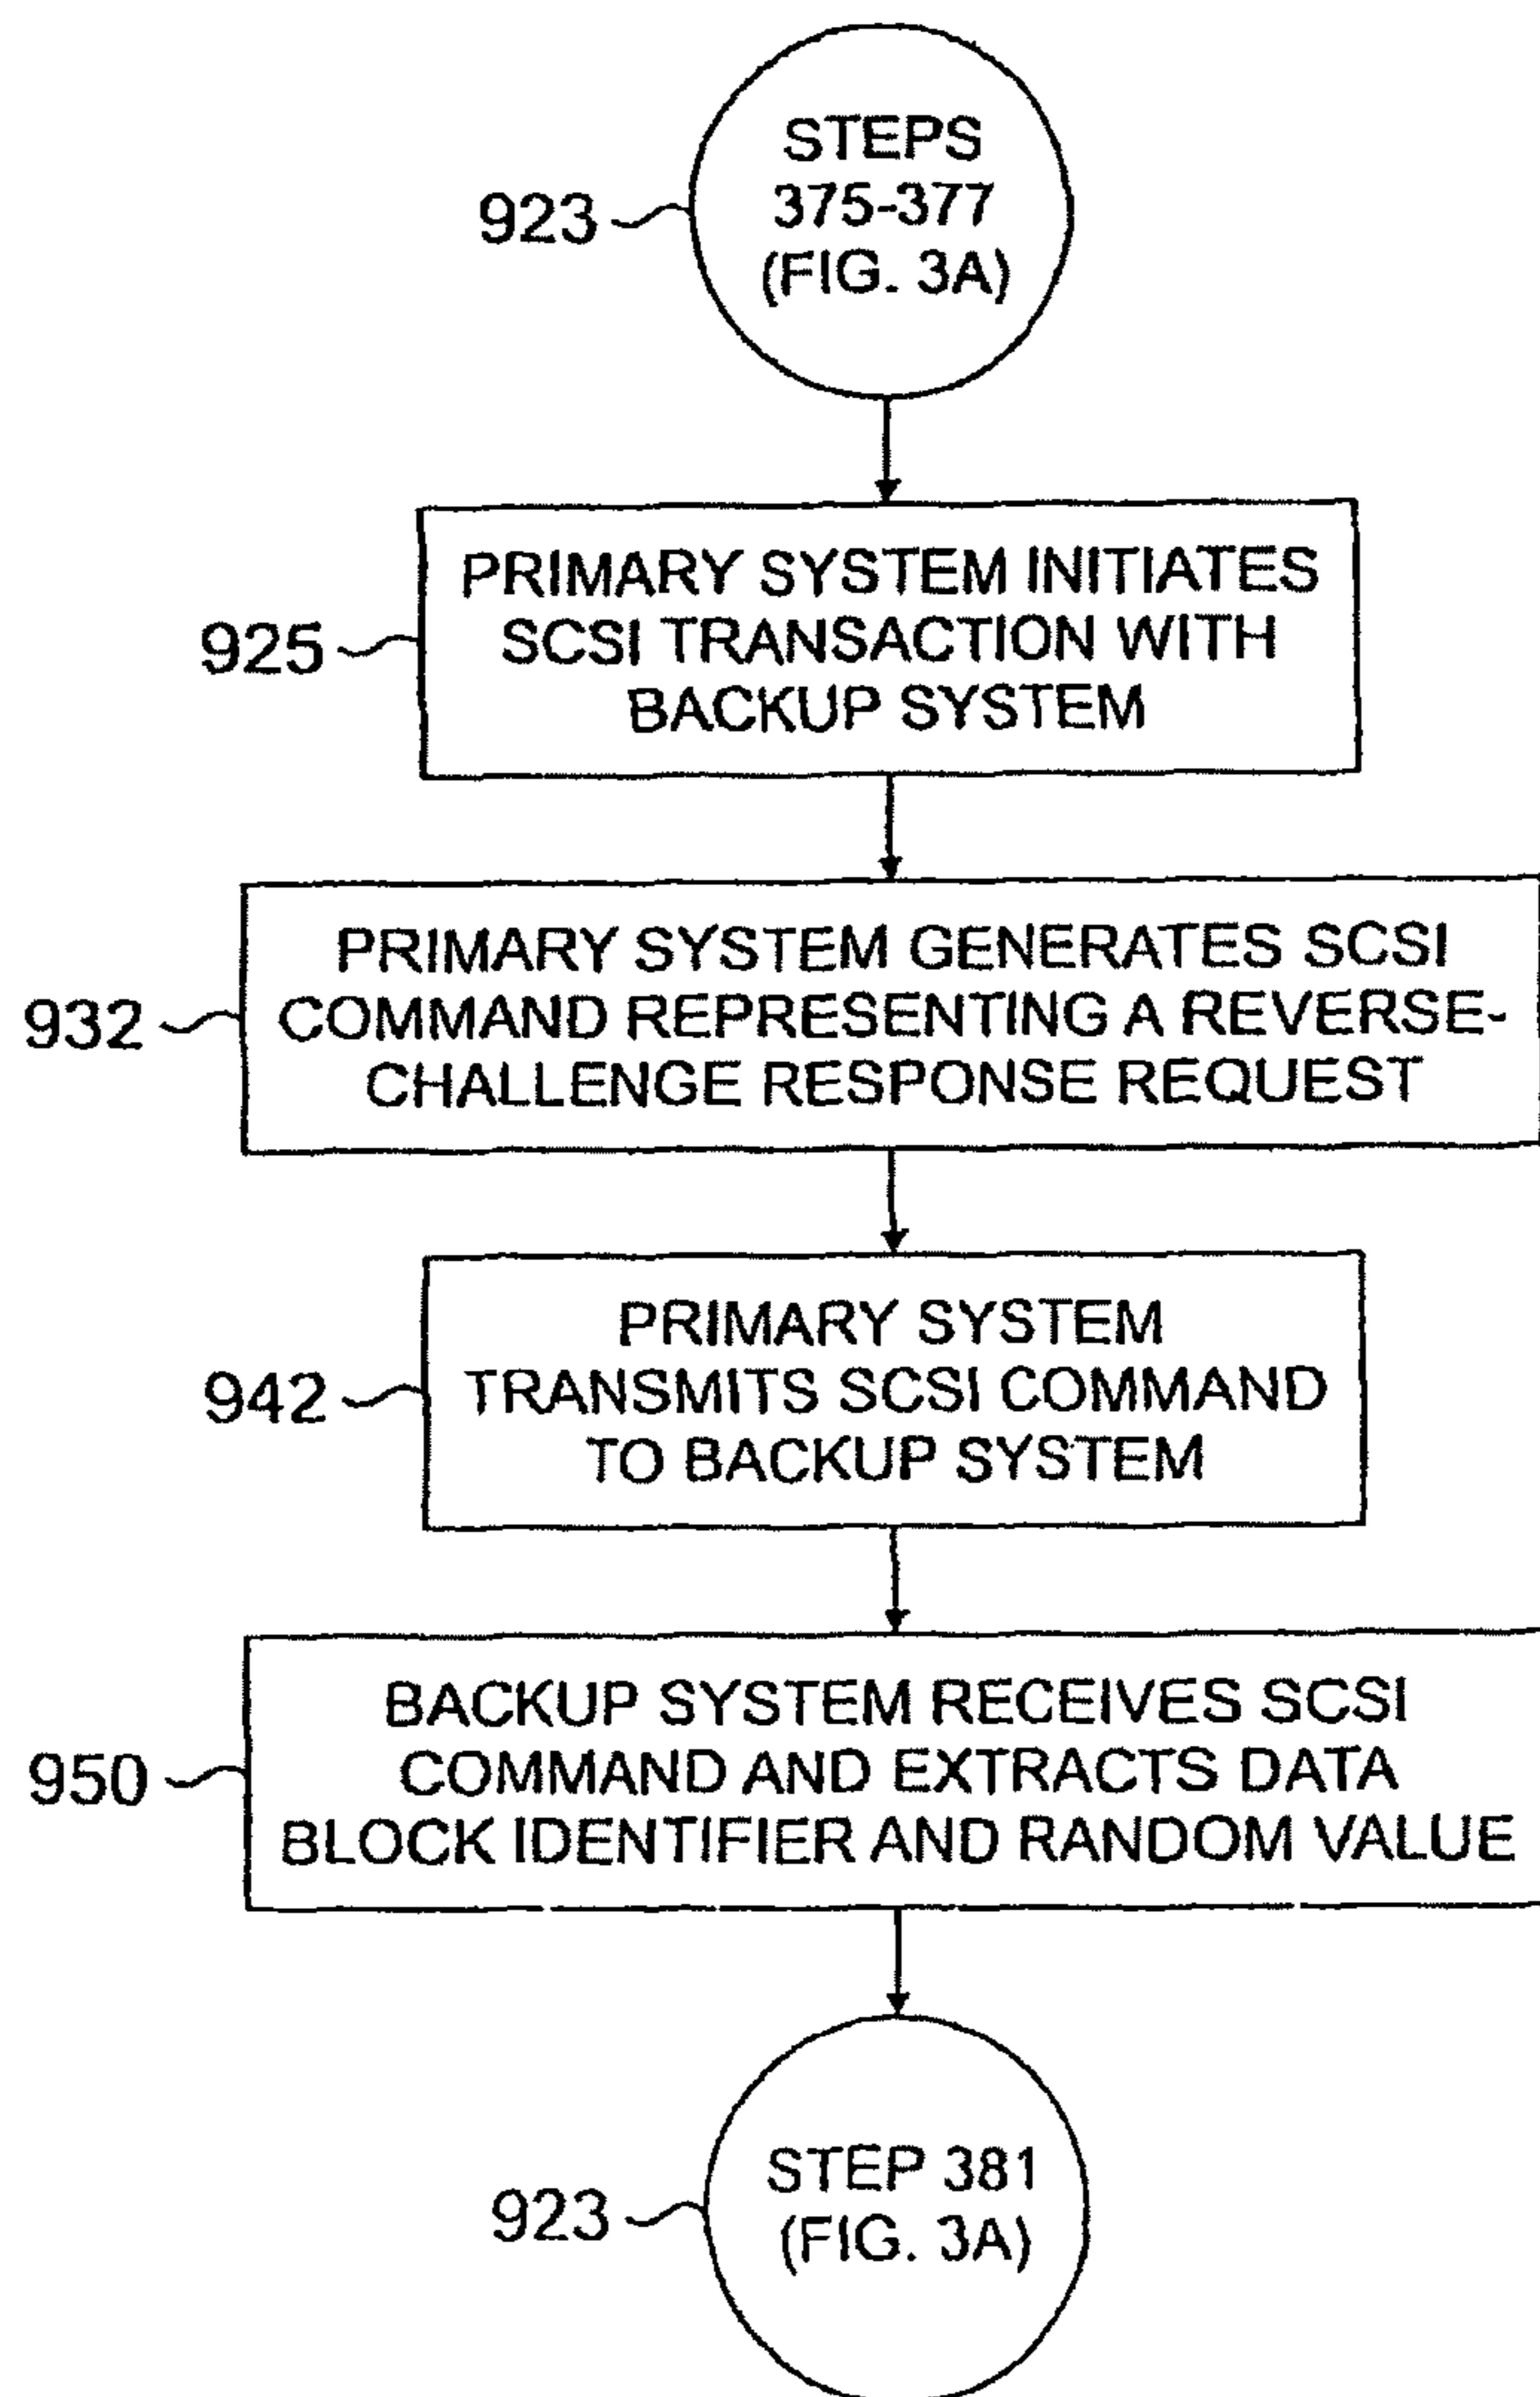 STEPS
375-377
(FIG. 3A)
923
PRIMARY SYSTEM INITIATES
SCSI TRANSACTION WITH
BACKUP SYSTEM
925
PRIMARY SYSTEM GENERATES SCSI
COMMAND REPRESENTING A REVERSE-
CHALLENGE RESPONSE REQUEST
932
PRIMARY SYSTEM
TRANSMITS SCSI COMMAND
TO BACKUP SYSTEM
942
BACKUP SYSTEM RECEIVES SCSI
COMMAND AND EXTRACTS DATA
BLOCK IDENTIFIER AND RANDOM VALUE
950
STEP 381
(FIG. 3A)
923